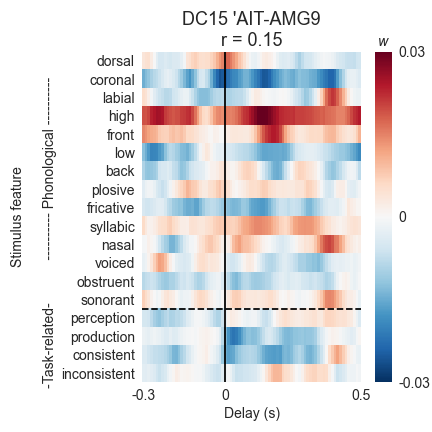 DC15 'AIT-AMG9
r = 0.15
w
dorsal
coronal
labial
high
front
low
back
plosive
fricative
syllabic
nasal
voiced
obstruent
sonorant
perception
production
consistent
inconsistent
Stimulus feature
-Task-related- ---------- Phonological ----------
-0.3 0 0.5
Delay (s)
0.03
0
-0.03